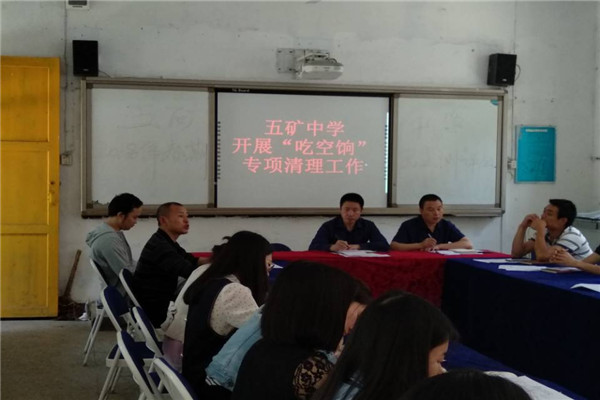 五矿中学
开展“吃空饷”
专项清理工作